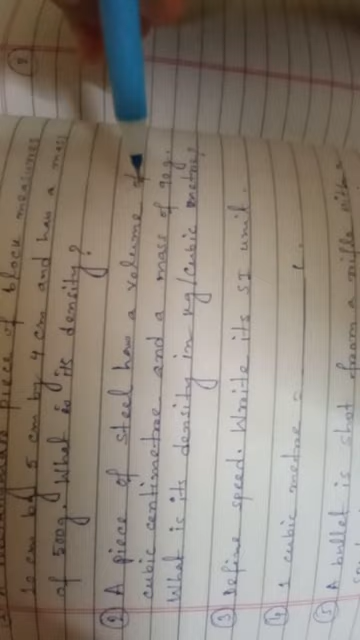 piece of block measures
10 cm by 5 cm by 4 cm and has a mass
of 500g. What is its density?
② A piece of steel has a volume of
cubic centimetre and a mass of 90g.
What is its density in kg/cubic metre?
③ Define speed. Write its SI unit.
④ 1 cubic metre =
⑤ A bullet is shot from a rifle with a